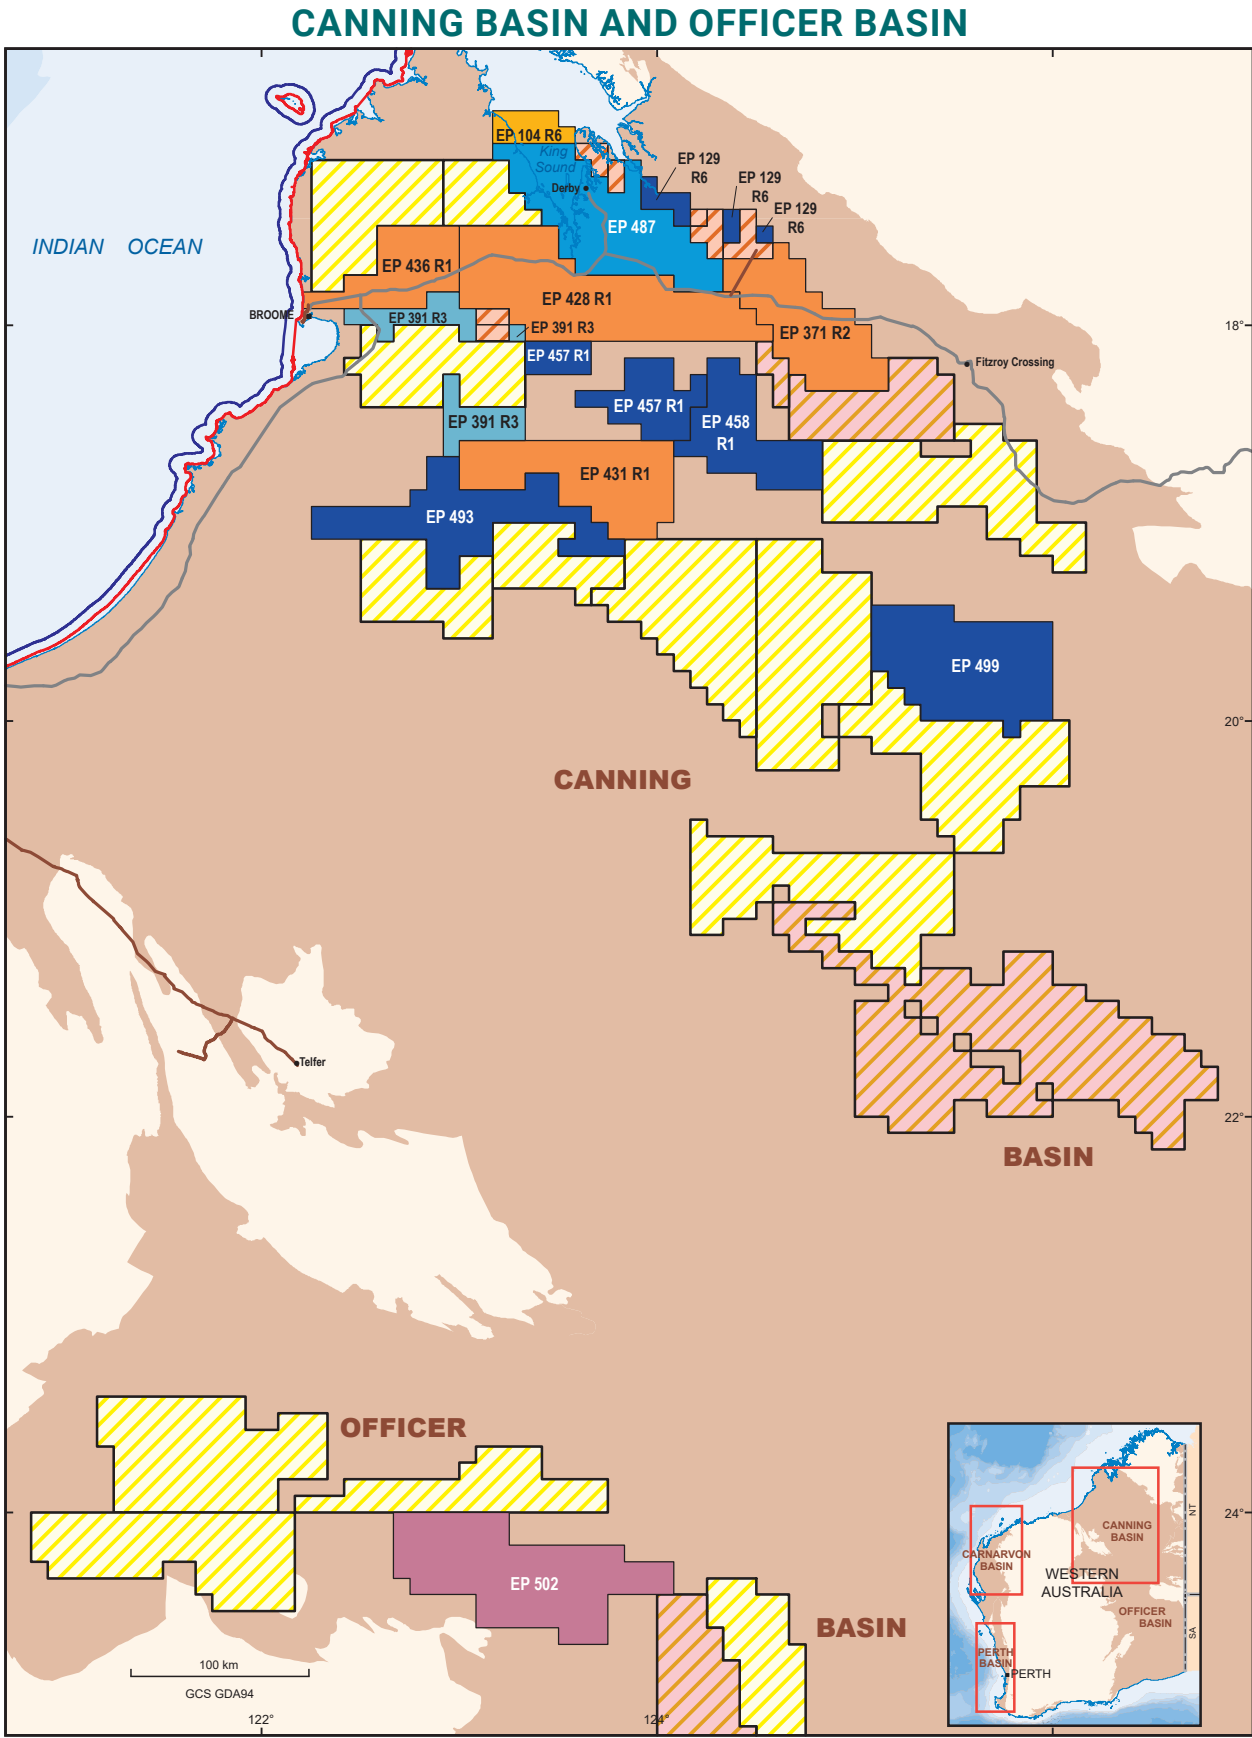 CANNING BASIN AND OFFICER BASIN
EP 104 R6
King
Sound
Derby
EP 129
R6
EP 129
R6
EP 129
R6
EP 487
INDIAN OCEAN
EP 436 R1
EP 428 R1
BROOME
EP 391 R3
EP 391 R3
EP 371 R2
18°
EP 457 R1
Fitzroy Crossing
EP 457 R1
EP 391 R3
EP 458
R1
EP 431 R1
EP 493
EP 499
20°
CANNING
Telfer
22°
BASIN
OFFICER
24°
EP 502
BASIN
100 km
GCS GDA94
122°
124°
NT
CANNING
BASIN
CARNARVON
BASIN
WESTERN
AUSTRALIA
OFFICER
BASIN
SA
PERTH
BASIN
PERTH